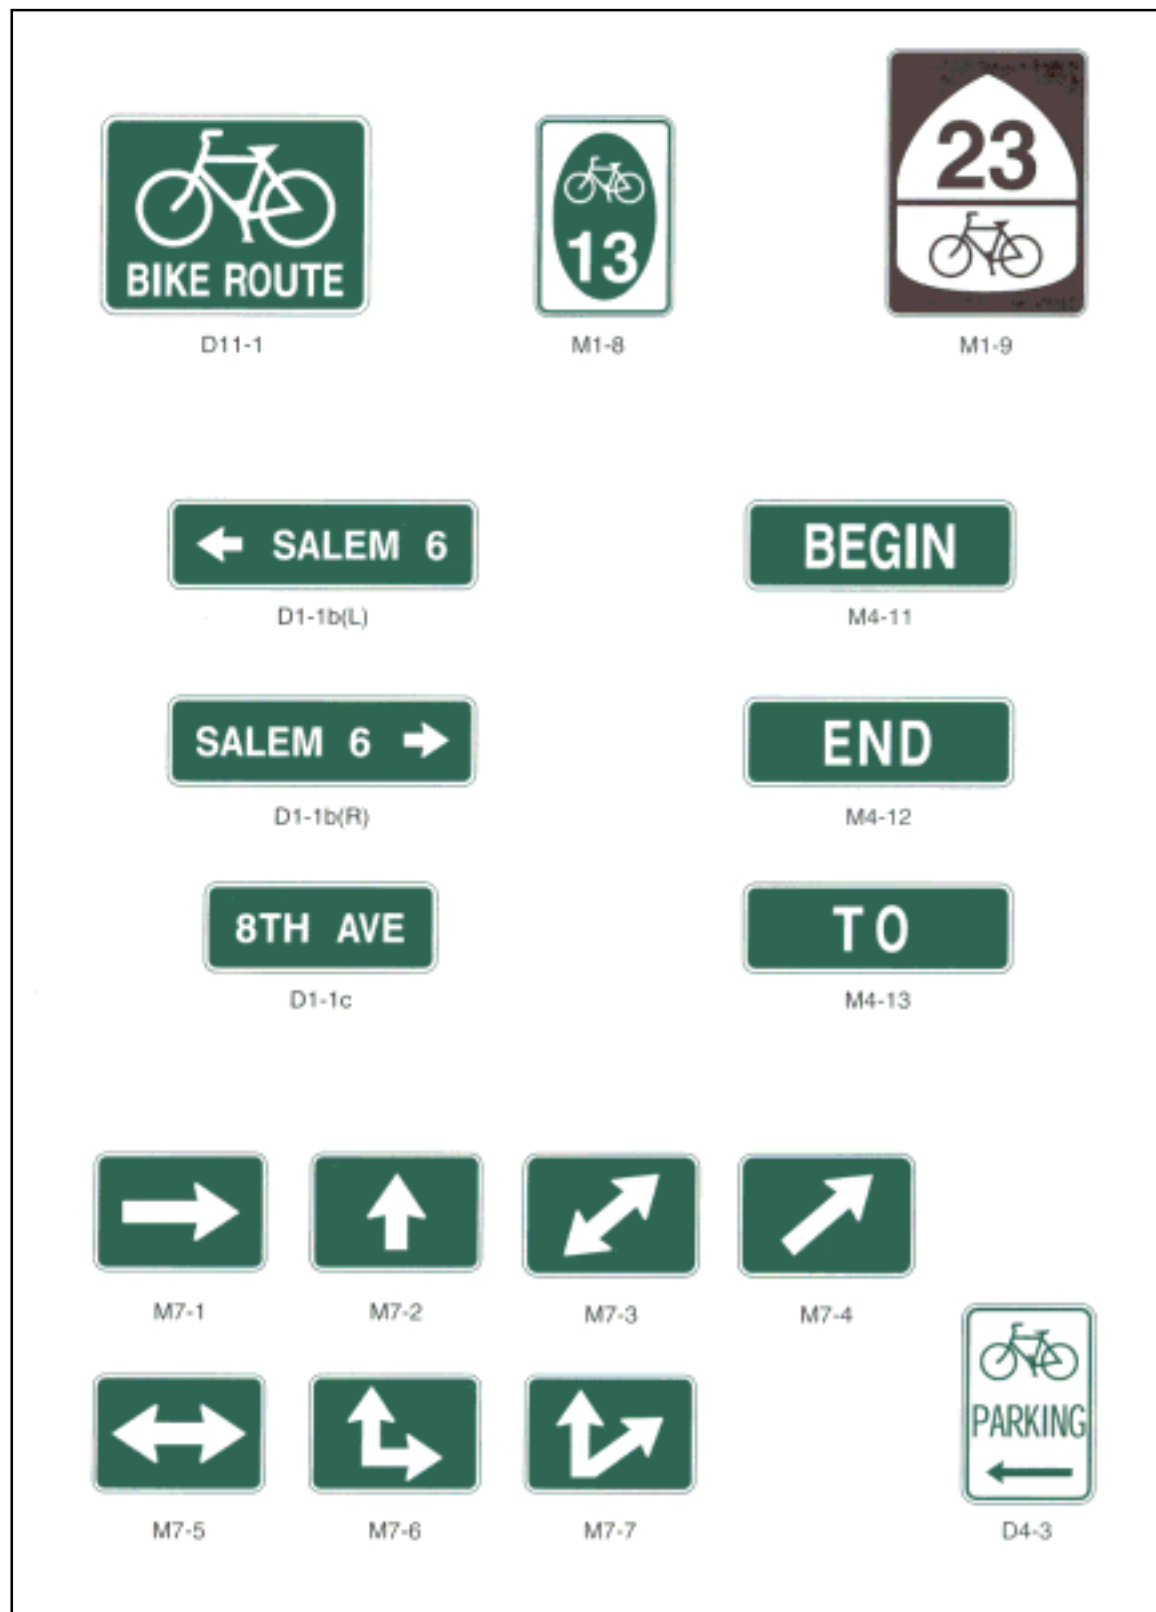 BIKE ROUTE
D11-1
13
M1-8
23
M1-9
SALEM 6
D1-1b(L)
BEGIN
M4-11
SALEM 6
D1-1b(R)
END
M4-12
8TH AVE
D1-1c
TO
M4-13
M7-1
M7-2
M7-3
M7-4
M7-5
M7-6
M7-7
PARKING
D4-3